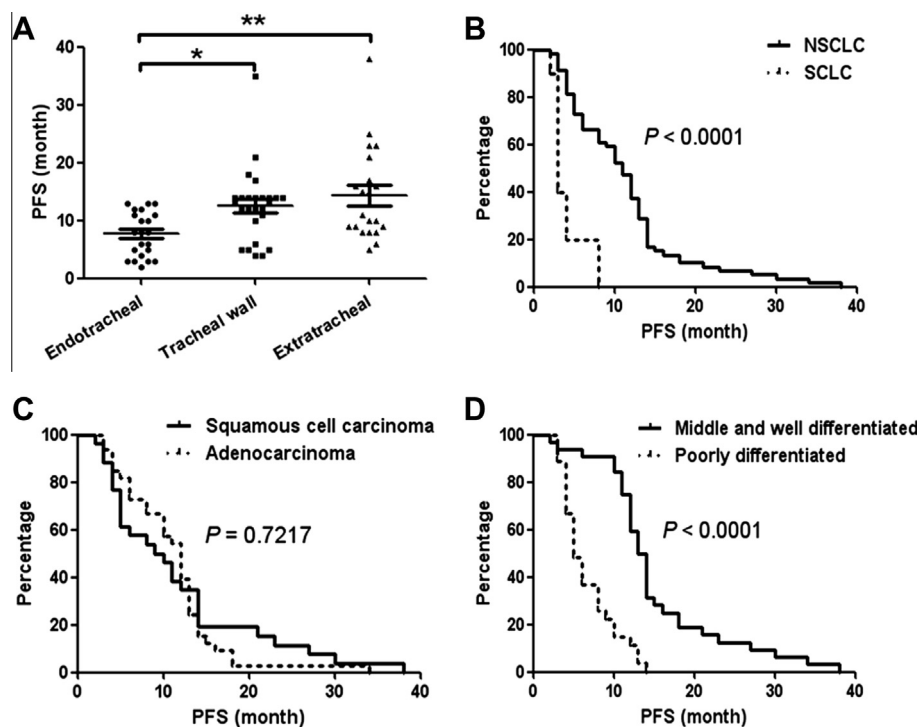 A
**
*
40
30
20
10
0
PFS (month)
Endotracheal
Tracheal wall
Extratracheal
B
NSCLC
SCLC
P < 0.0001
100
80
60
40
20
0
Percentage
0 10 20 30 40
PFS (month)
C
Squamous cell carcinoma
Adenocarcinoma
P = 0.7217
100
80
60
40
20
0
Percentage
0 10 20 30 40
PFS (month)
D
Middle and well differentiated
Poorly differentiated
P < 0.0001
100
80
60
40
20
0
Percentage
0 10 20 30 40
PFS (month)